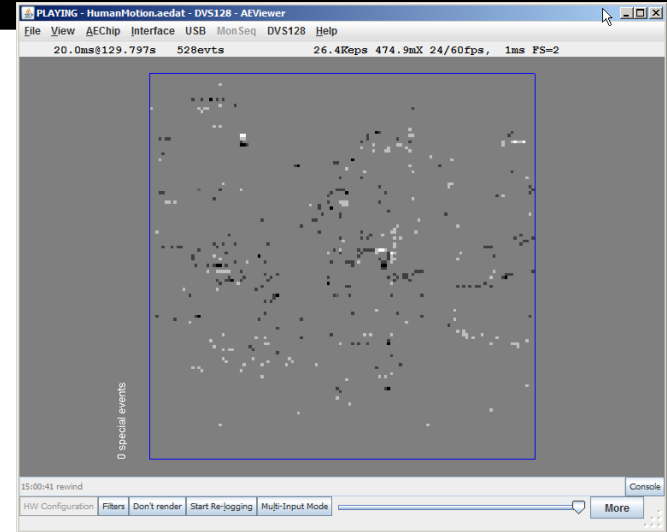 PLAYING - HumanMotion.aedat - DVS128 - AEViewer
File View AEChip Interface USB MonSeq DVS128 Help
20.0ms@129.797s 528evts 26.4Keps 474.9mX 24/60fps, 1ms FS=2
0 special events
15:00:41 rewind
Console
HW Configuration Filters Don't render Start Re-logging Multi-Input Mode More